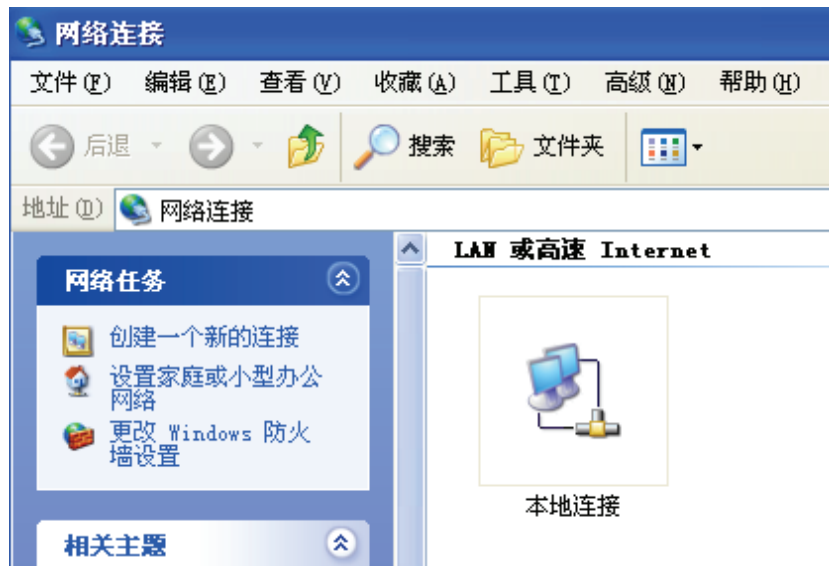 网络连接
文件(F) 编辑(E) 查看(V) 收藏(A) 工具(T) 高级(N) 帮助(H)
后退 搜索 文件夹
地址(D) 网络连接
网络任务
创建一个新的连接
设置家庭或小型办公
网络
更改 Windows 防火
墙设置
相关主题
LAN 或高速 Internet
本地连接